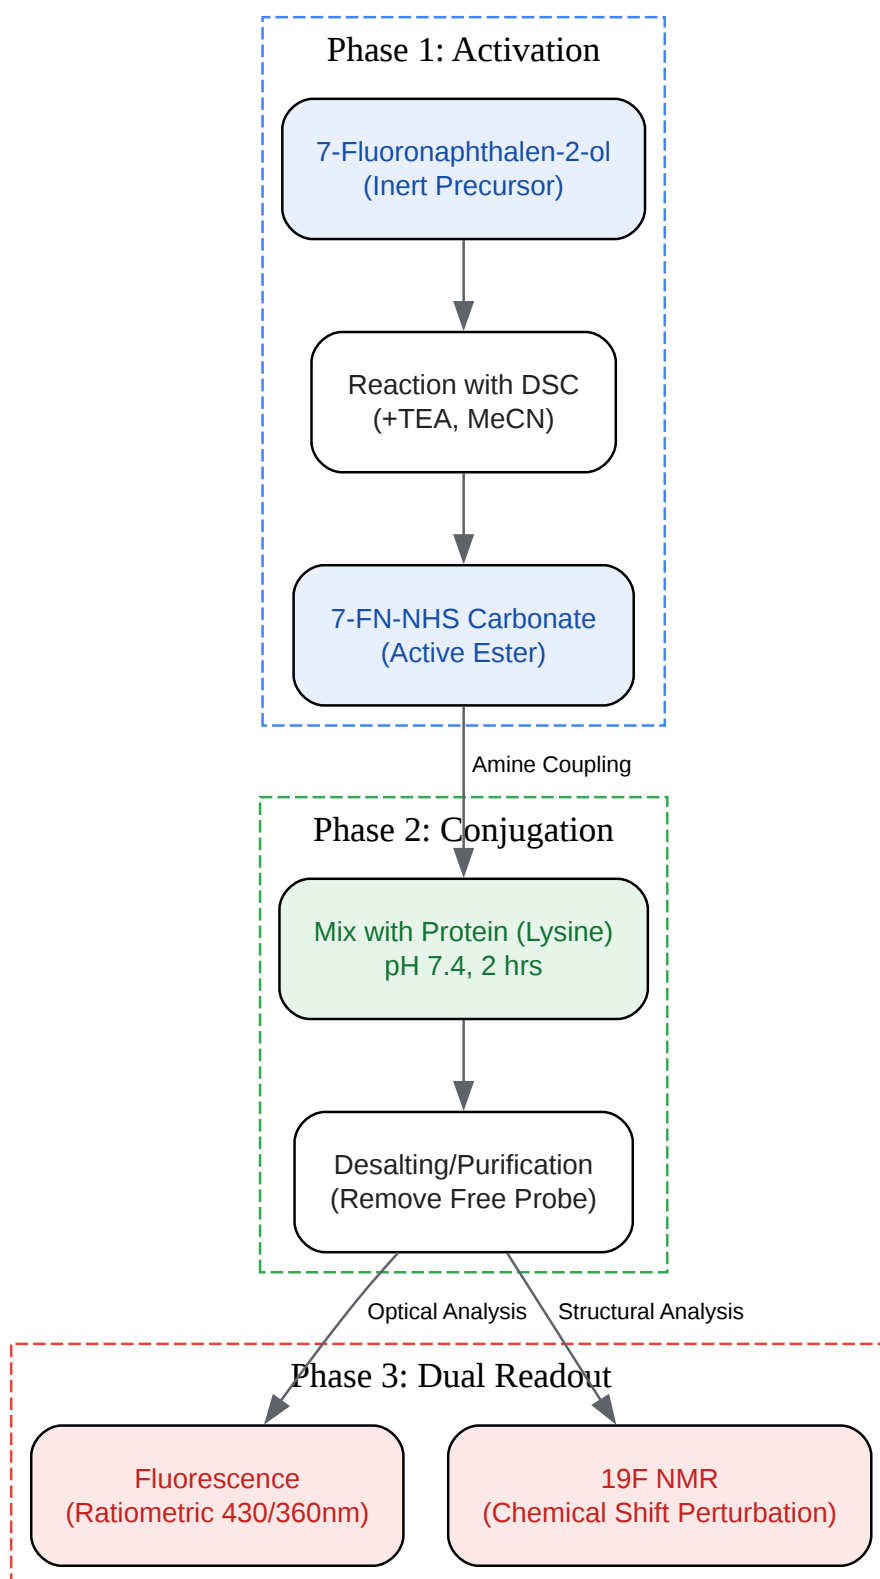 Phase 1: Activation
7-Fluoronaphthalen-2-ol
(Inert Precursor)
Reaction with DSC
(+TEA, MeCN)
7-FN-NHS Carbonate
(Active Ester)
Amine Coupling
Phase 2: Conjugation
Mix with Protein (Lysine)
pH 7.4, 2 hrs
Desalting/Purification
(Remove Free Probe)
Optical Analysis
Structural Analysis
Phase 3: Dual Readout
Fluorescence
(Ratiometric 430/360nm)
19F NMR
(Chemical Shift Perturbation)